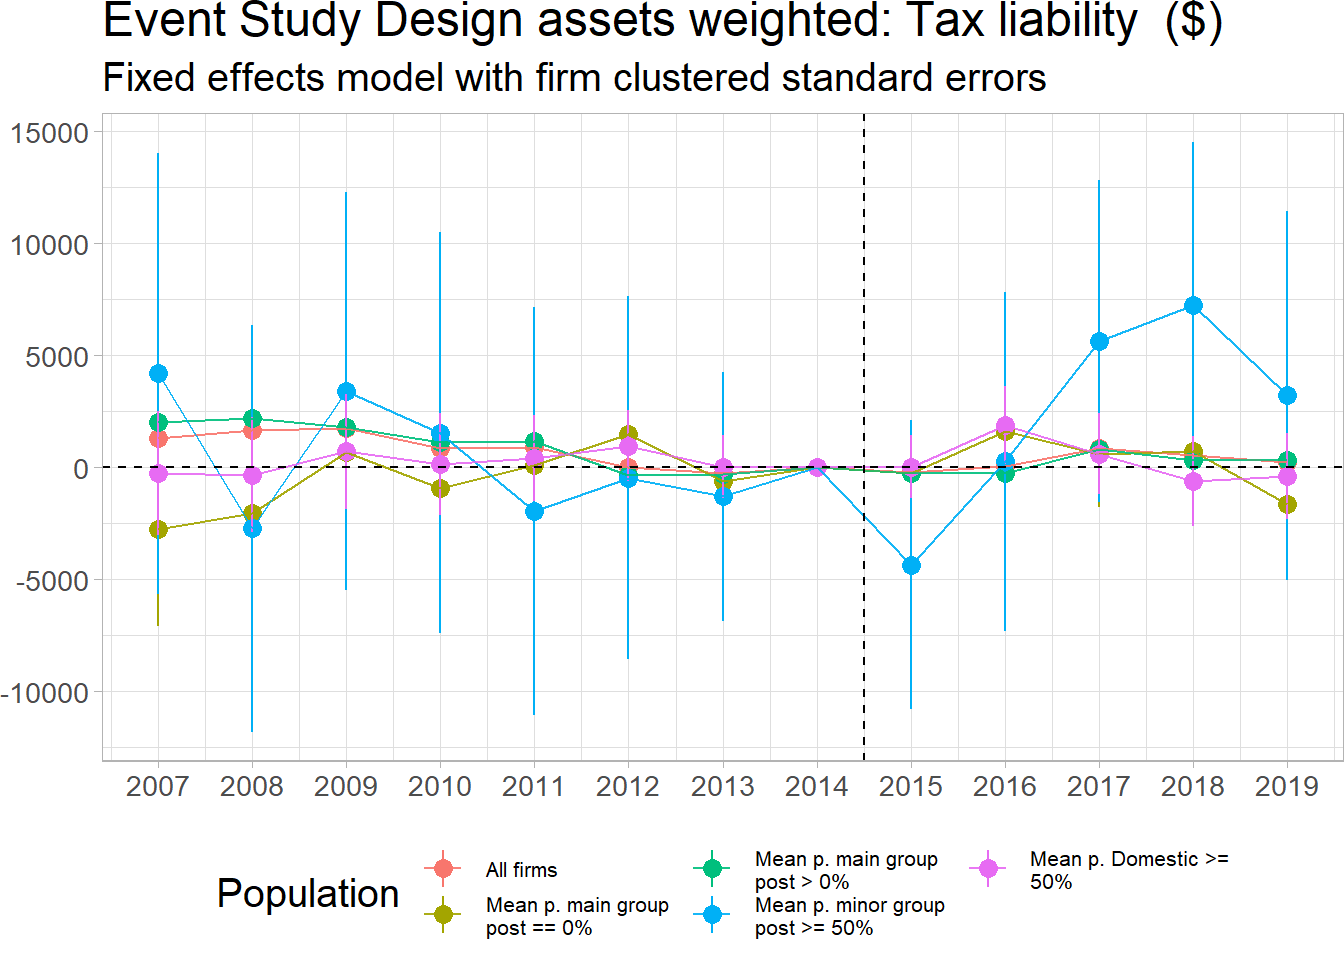 Event Study Design assets weighted: Tax liability ($)
Fixed effects model with firm clustered standard errors
15000
10000
5000
0
-5000
-10000
2007 2008 2009 2010 2011 2012 2013 2014 2015 2016 2017 2018 2019
Population
All firms
Mean p. main group
post == 0%
Mean p. main group
post > 0%
Mean p. minor group
post >= 50%
Mean p. Domestic >=
50%